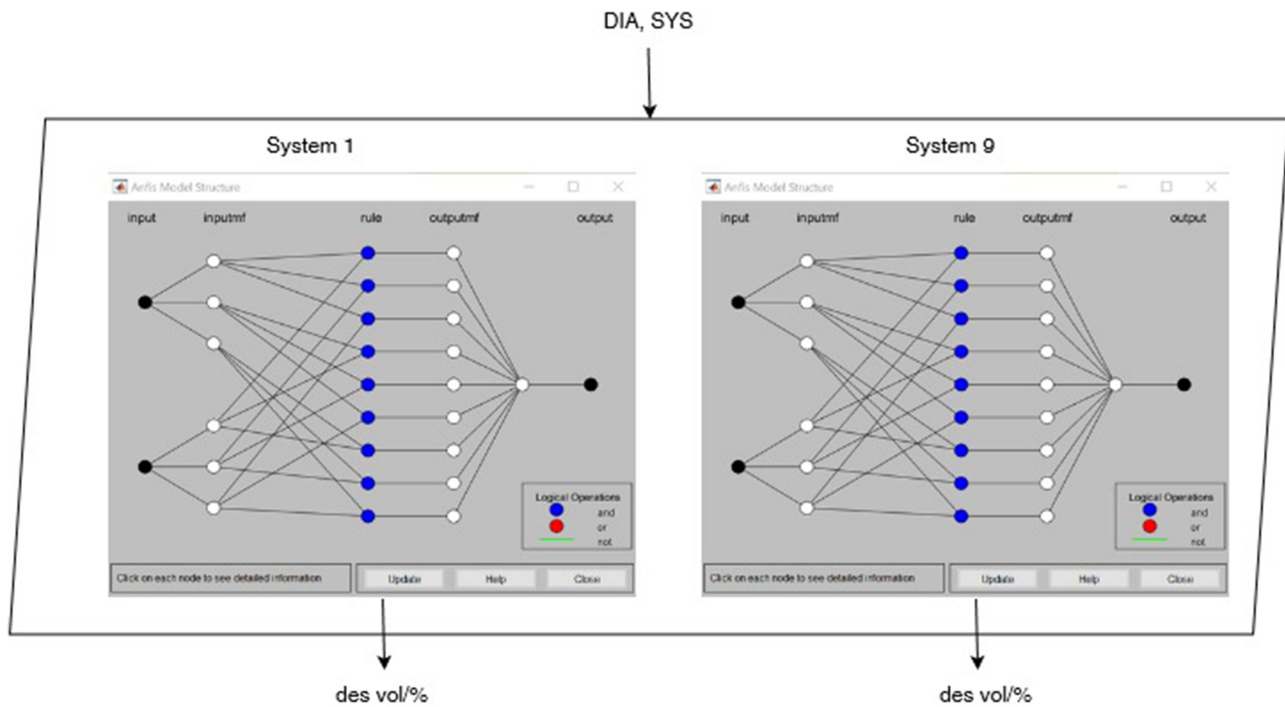 DIA, SYS
System 1
Anfis Model Structure
input inputmf rule outputmf output
Logical Operations
and
or
not
Click on each node to see detailed information
Update Help Close
des vol/%
System 9
Anfis Model Structure
input inputmf rule outputmf output
Logical Operations
and
or
not
Click on each node to see detailed information
Update Help Close
des vol/%